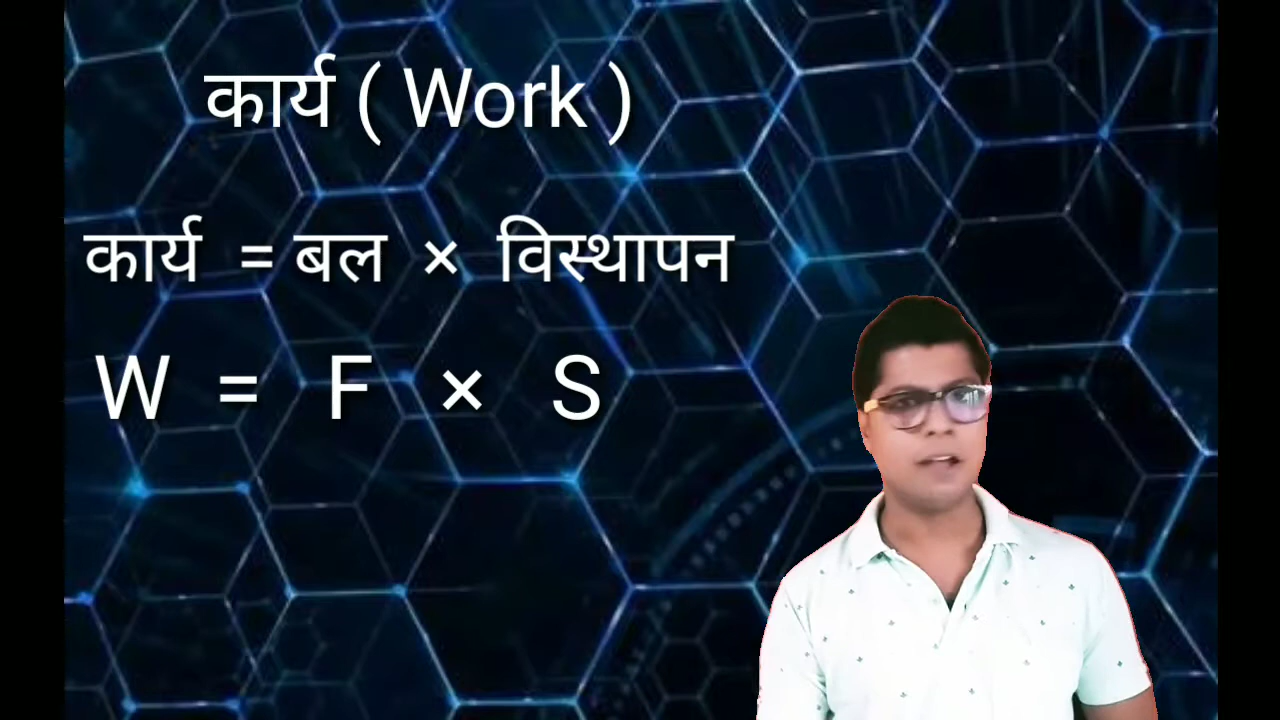 कार्य ( Work )
कार्य = बल × विस्थापन
W = F × S